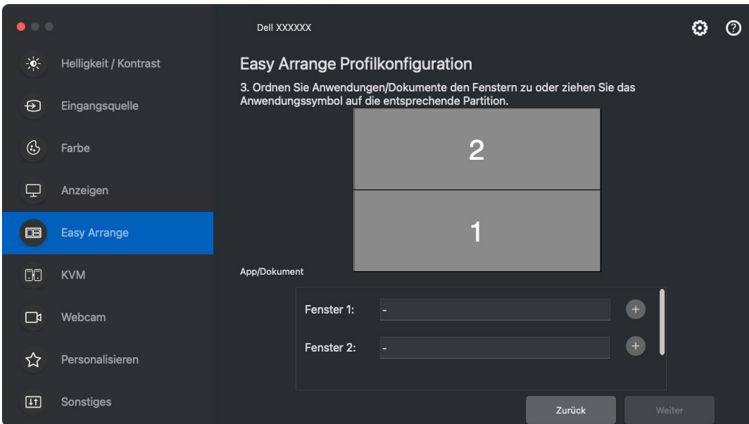 Dell XXXXXX
Helligkeit / Kontrast
Eingangsquelle
Farbe
Anzeigen
Easy Arrange
KVM
Webcam
Personalisieren
Sonstiges
Easy Arrange Profilkonfiguration
3. Ordnen Sie Anwendungen/Dokumente den Fenstern zu oder ziehen Sie das
Anwendungssymbol auf die entsprechende Partition.
2
1
App/Dokument
Fenster 1: -
Fenster 2: -
Zurück
Weiter